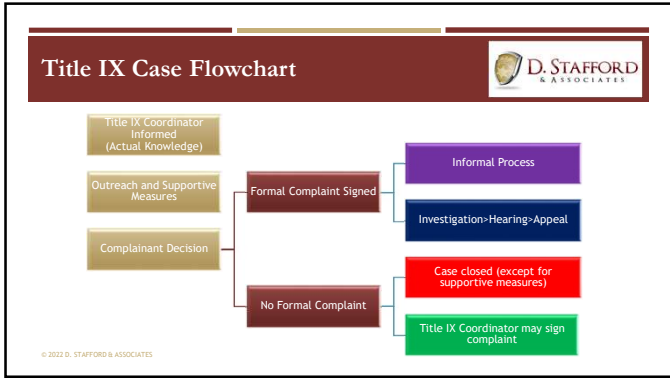 Title IX Case Flowchart
D. STAFFORD
& ASSOCIATES
Title IX Coordinator
Informed
(Actual Knowledge)
Outreach and Supportive
Measures
Complainant Decision
Formal Complaint Signed
No Formal Complaint
Informal Process
Investigation>Hearing>Appeal
Case closed (except for
supportive measures)
Title IX Coordinator may sign
complaint
© 2022 D. STAFFORD & ASSOCIATES